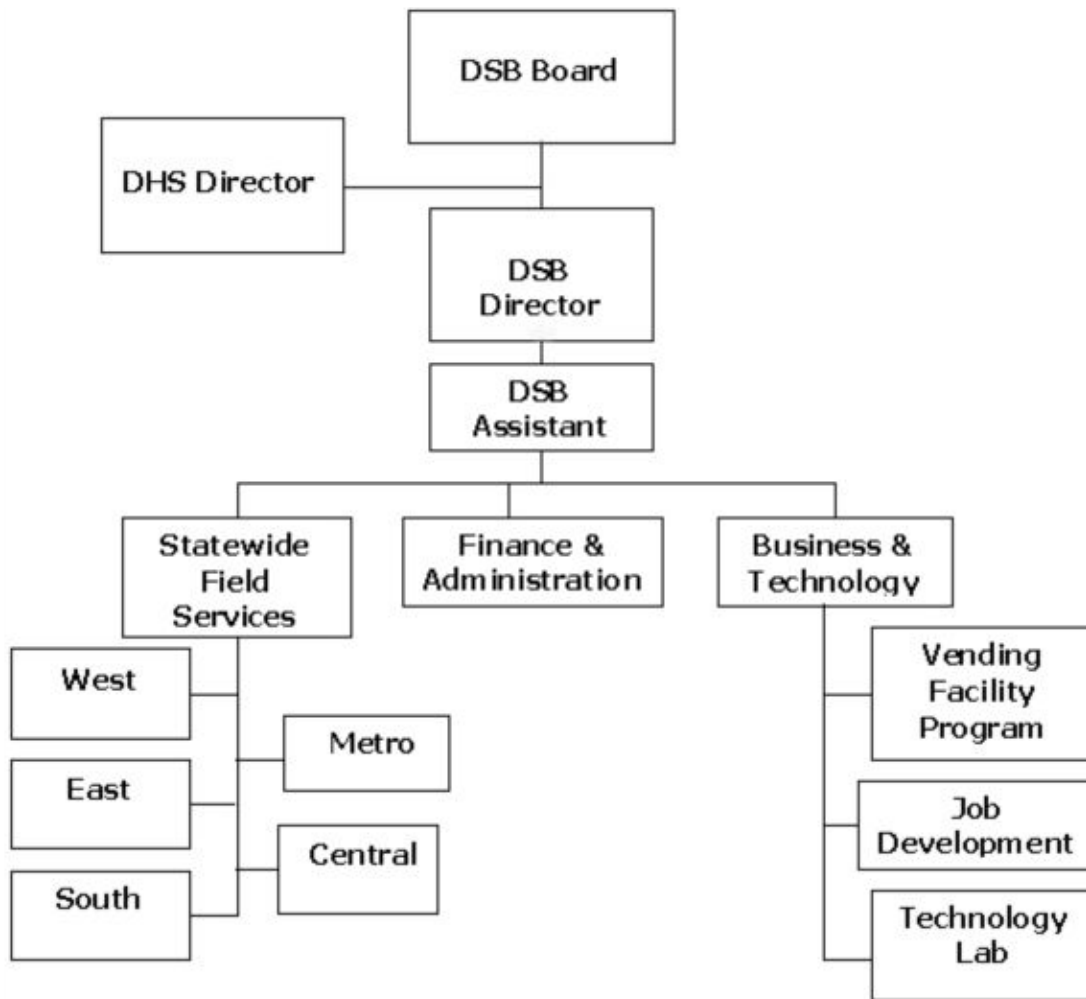 DSB Board
DHS Director
DSB
Director
DSB
Assistant
Statewide
Field
Services
Finance &
Administration
Business &
Technology
West
East
South
Metro
Central
Vending
Facility
Program
Job
Development
Technology
Lab